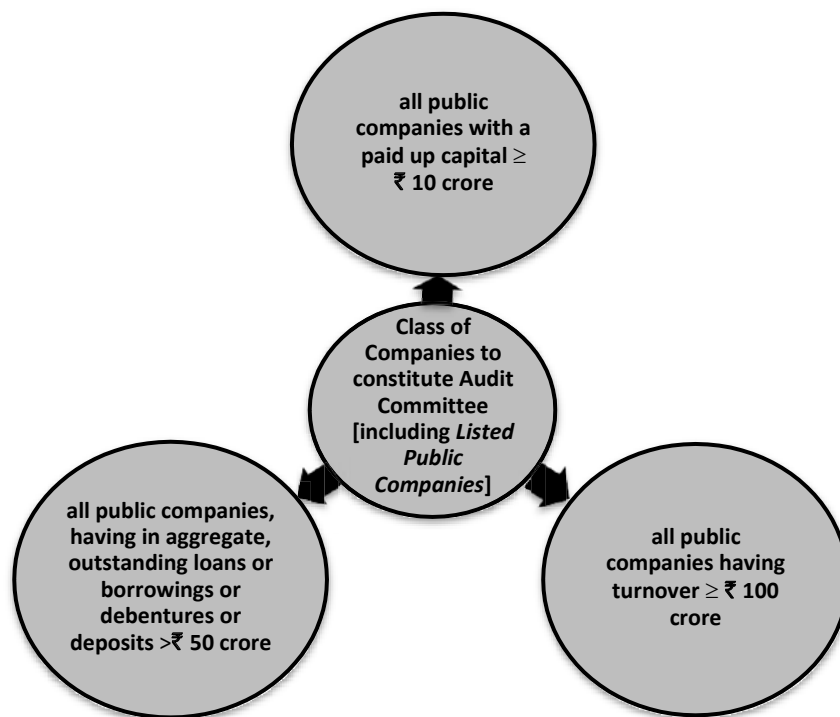 all public
companies with a
paid up capital ≥
₹ 10 crore
Class of
Companies to
constitute Audit
Committee
[including Listed
Public
Companies]
all public companies,
having in aggregate,
outstanding loans or
borrowings or
debentures or
deposits >₹ 50 crore
all public
companies having
turnover ≥ ₹ 100
crore